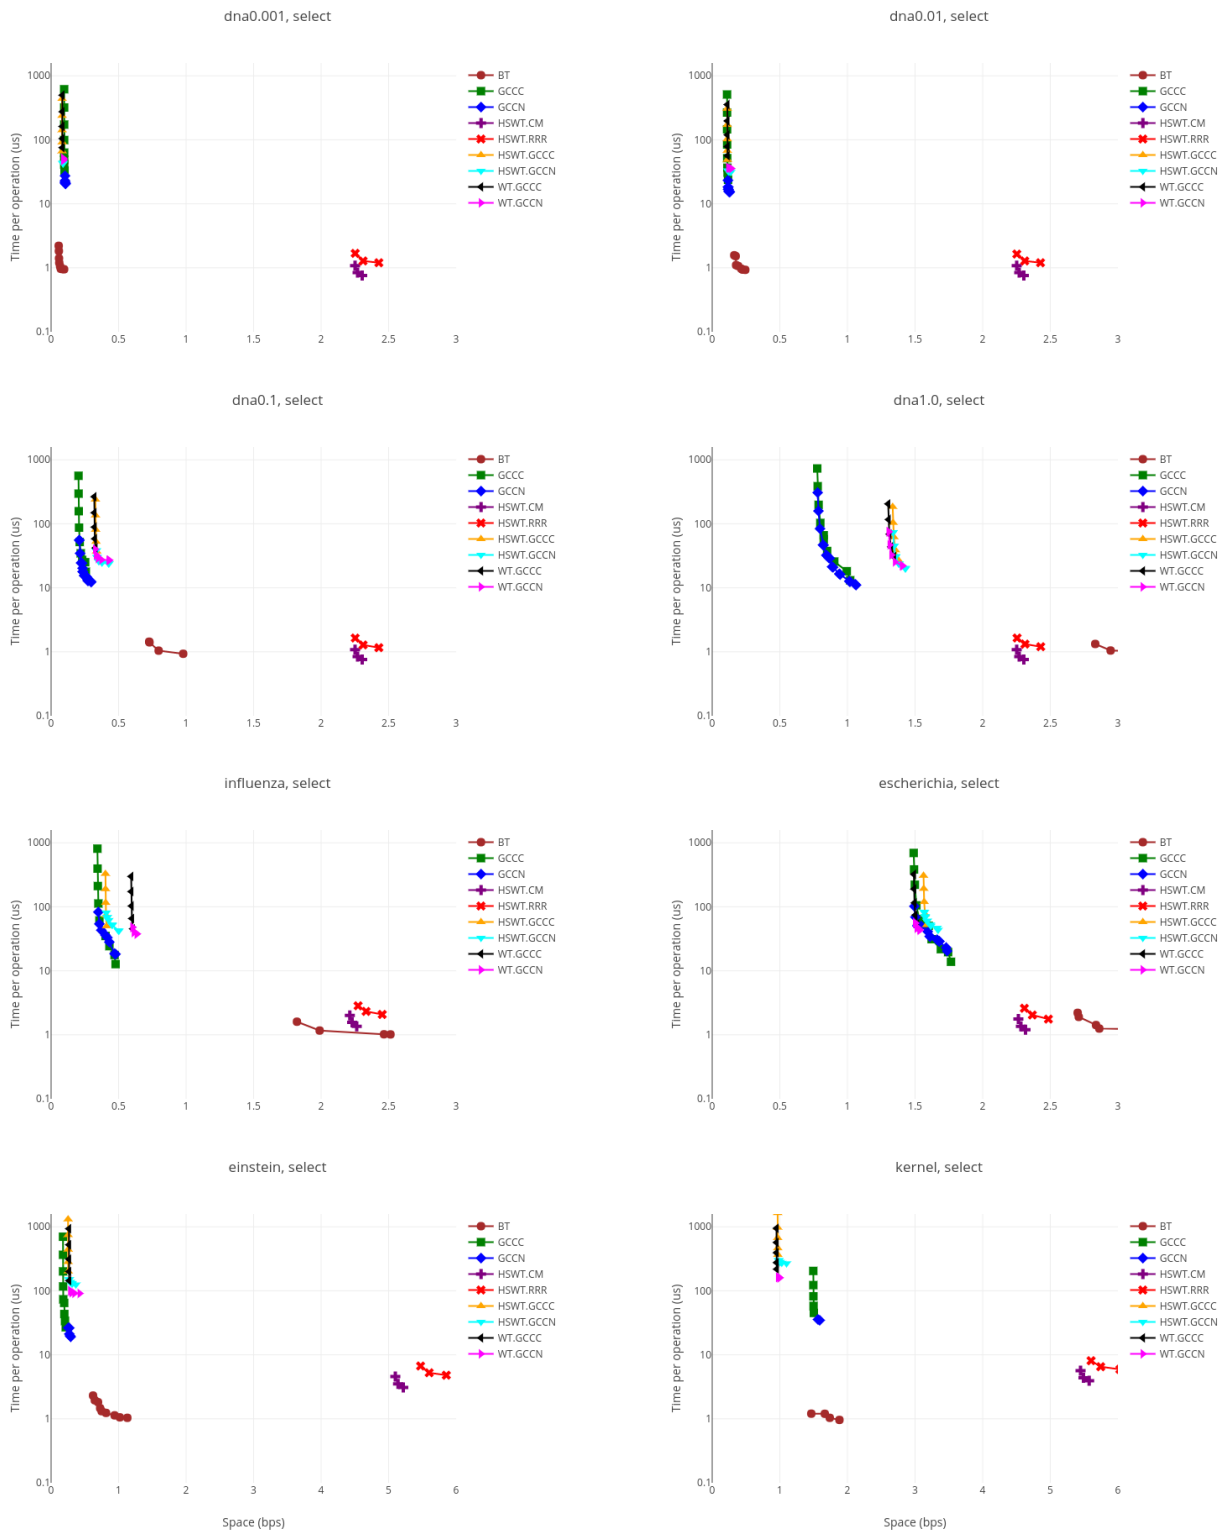 dna0.001, select
Time per operation (us)
1000
100
10
1
0.1
0 0.5 1 1.5 2 2.5 3
BT
GCCC
GCCN
HSWT.CM
HSWT.RRR
HSWT.GCCC
HSWT.GCCN
WT.GCCC
WT.GCCN
dna0.01, select
Time per operation (us)
1000
100
10
1
0.1
0 0.5 1 1.5 2 2.5 3
BT
GCCC
GCCN
HSWT.CM
HSWT.RRR
HSWT.GCCC
HSWT.GCCN
WT.GCCC
WT.GCCN
dna0.1, select
Time per operation (us)
1000
100
10
1
0.1
0 0.5 1 1.5 2 2.5 3
BT
GCCC
GCCN
HSWT.CM
HSWT.RRR
HSWT.GCCC
HSWT.GCCN
WT.GCCC
WT.GCCN
dna1.0, select
Time per operation (us)
1000
100
10
1
0.1
0 0.5 1 1.5 2 2.5 3
BT
GCCC
GCCN
HSWT.CM
HSWT.RRR
HSWT.GCCC
HSWT.GCCN
WT.GCCC
WT.GCCN
influenza, select
Time per operation (us)
1000
100
10
1
0.1
0 0.5 1 1.5 2 2.5 3
BT
GCCC
GCCN
HSWT.CM
HSWT.RRR
HSWT.GCCC
HSWT.GCCN
WT.GCCC
WT.GCCN
escherichia, select
Time per operation (us)
1000
100
10
1
0.1
0 0.5 1 1.5 2 2.5 3
BT
GCCC
GCCN
HSWT.CM
HSWT.RRR
HSWT.GCCC
HSWT.GCCN
WT.GCCC
WT.GCCN
einstein, select
Time per operation (us)
1000
100
10
1
0.1
0 1 2 3 4 5 6
Space (bps)
BT
GCCC
GCCN
HSWT.CM
HSWT.RRR
HSWT.GCCC
HSWT.GCCN
WT.GCCC
WT.GCCN
kernel, select
Time per operation (us)
1000
100
10
1
0.1
0 1 2 3 4 5 6
Space (bps)
BT
GCCC
GCCN
HSWT.CM
HSWT.RRR
HSWT.GCCC
HSWT.GCCN
WT.GCCC
WT.GCCN